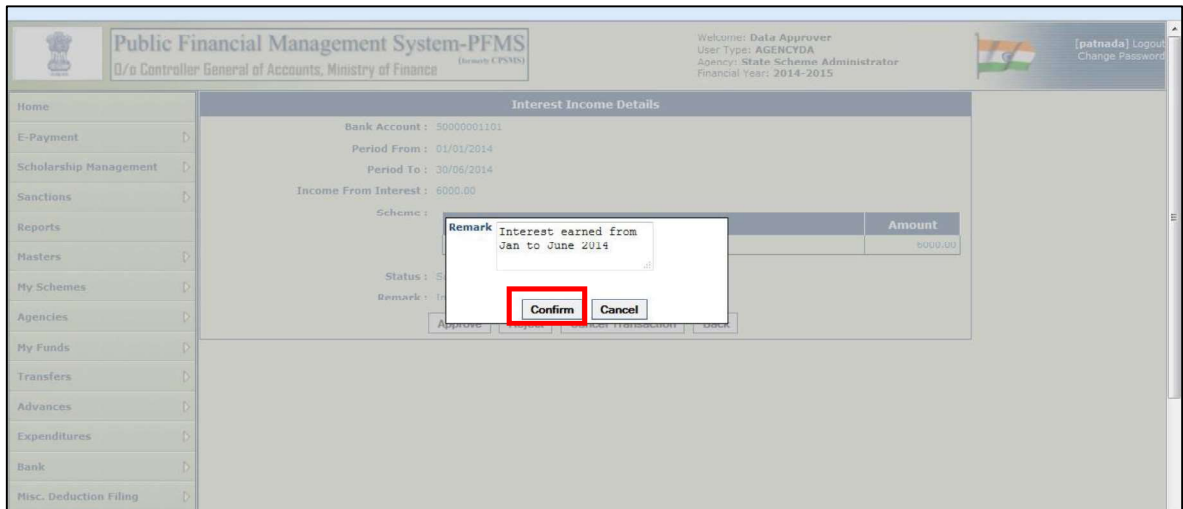 Public Financial Management System-PFMS
(formerly CPSMS)
O/o Controller General of Accounts, Ministry of Finance
Welcome: Data Approver
User Type: AGENCYDA
Agency: State Scheme Administrator
Financial Year: 2014-2015
[patnada] Logout
Change Password
Home
E-Payment
Scholarship Management
Sanctions
Reports
Masters
My Schemes
Agencies
My Funds
Transfers
Advances
Expenditures
Bank
Misc. Deduction Filing
Interest Income Details
Bank Account : 50000001101
Period From : 01/01/2014
Period To : 30/06/2014
Income From Interest : 6000.00
Scheme :
Amount
6000.00
Status :
Remark :
Remark
Interest earned from
Jan to June 2014
Confirm Cancel
Approve Reject Cancel Transaction Back